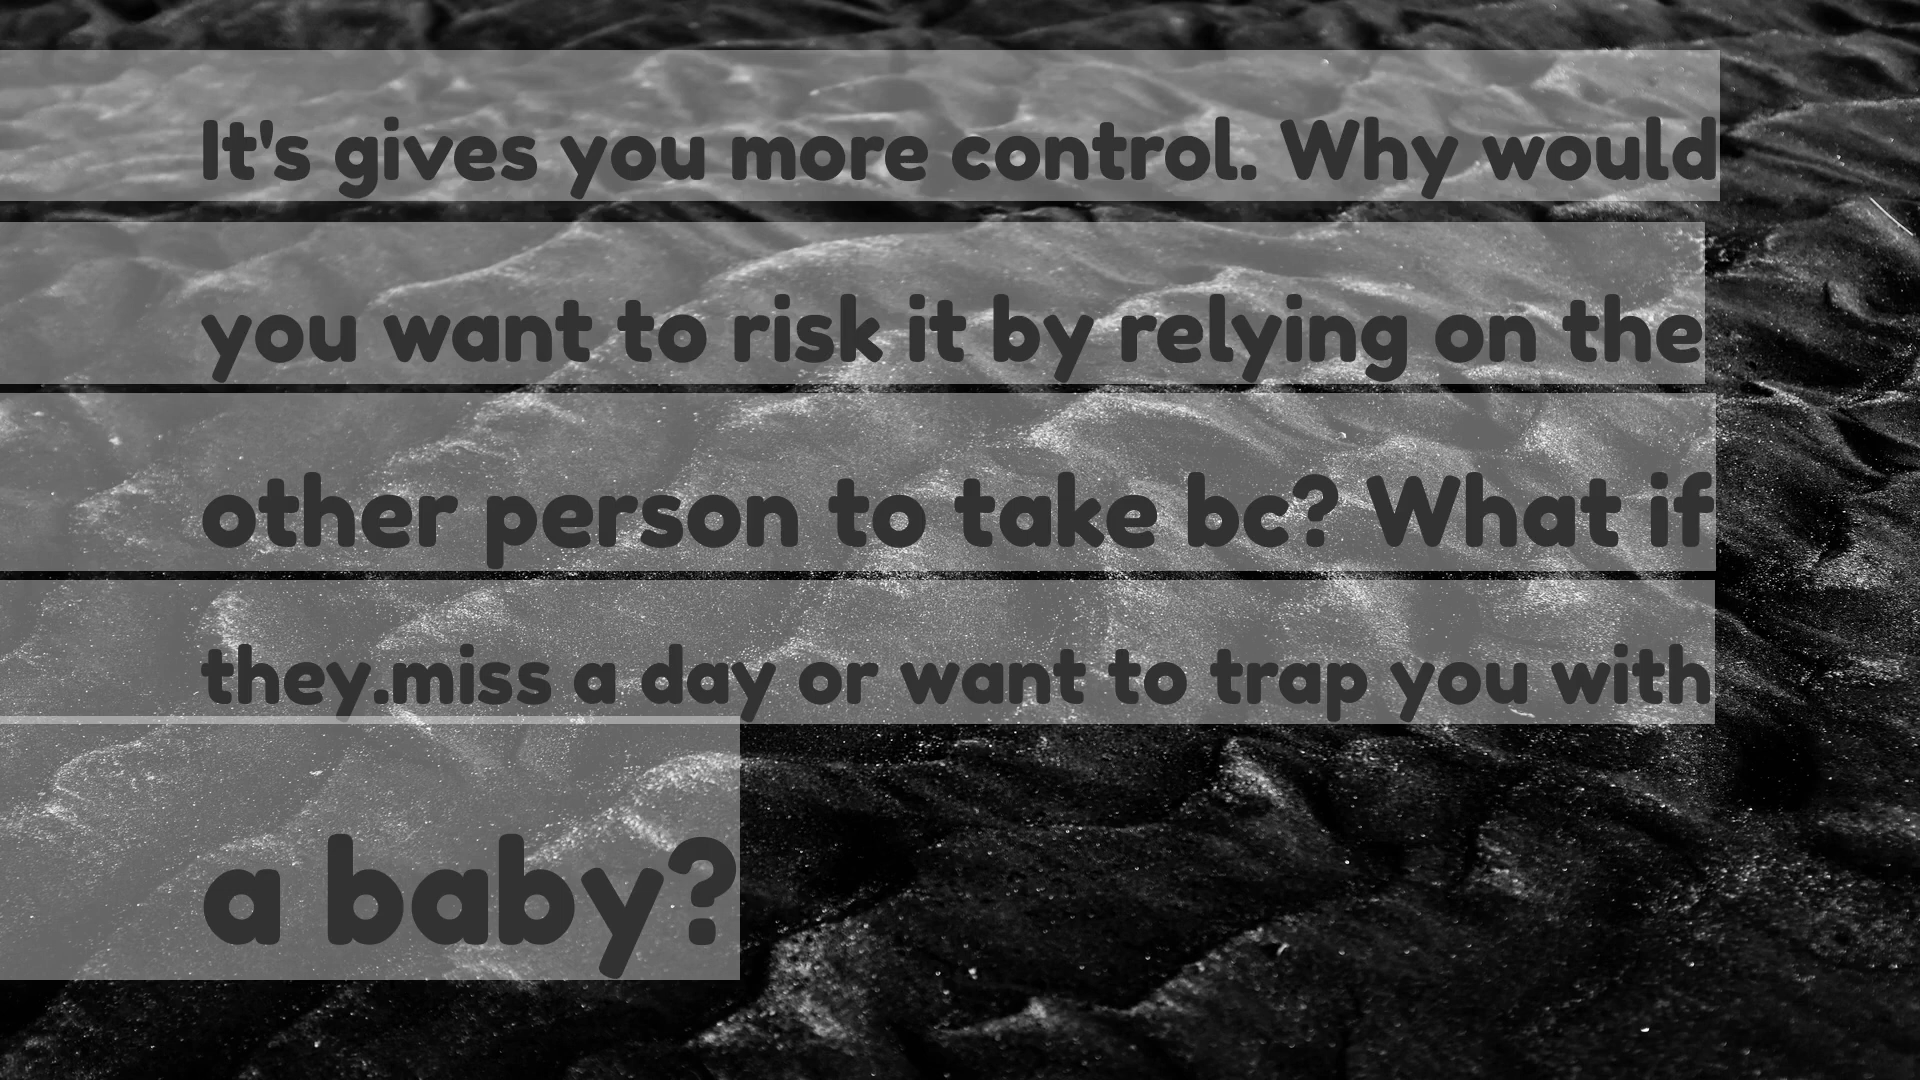 It's gives you more control. Why would
you want to risk it by relying on the
other person to take bc? What if
they.miss a day or want to trap you with
a baby?